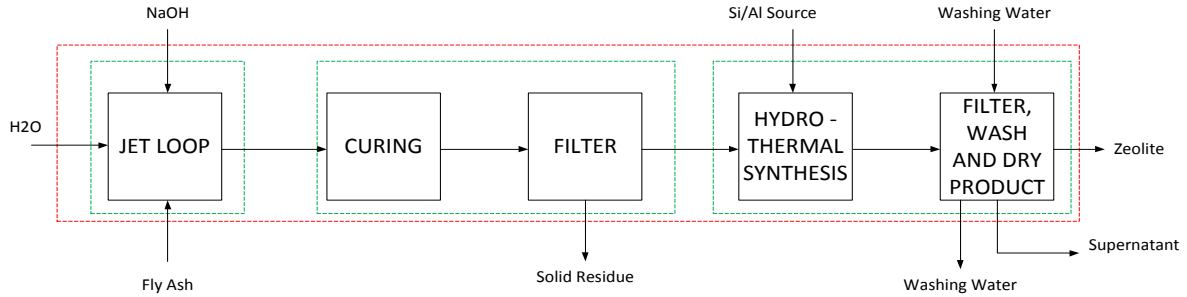 NaOH
Si/Al Source
Washing Water
H2O
JET LOOP
CURING
FILTER
HYDRO -
THERMAL
SYNTHESIS
FILTER,
WASH
AND DRY
PRODUCT
Zeolite
Supernatant
Fly Ash
Solid Residue
Washing Water